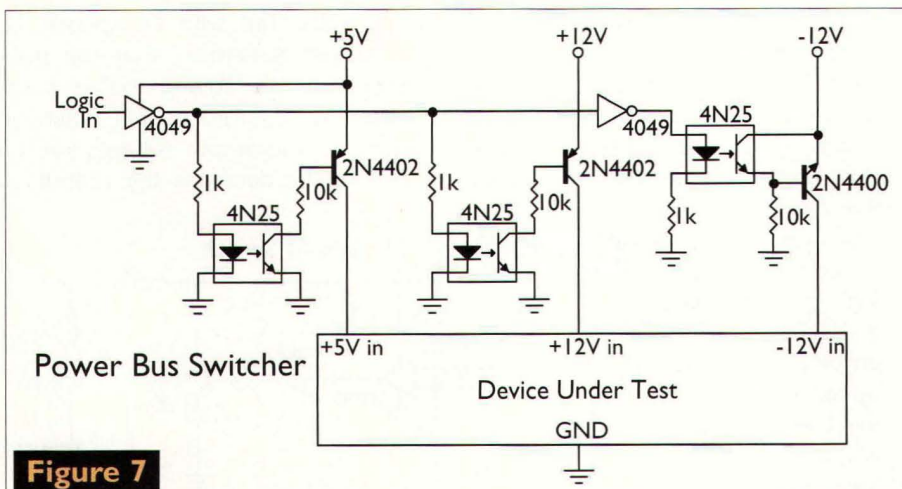 +5V
+12V
-12V
Logic
In
4049
4049
4N25
2N4402
2N4402
2N4400
1k
10k
1k
10k
1k
10k
4N25
4N25
Power Bus Switcher
+5V in
+12V in
-12V in
Device Under Test
GND
Figure 7